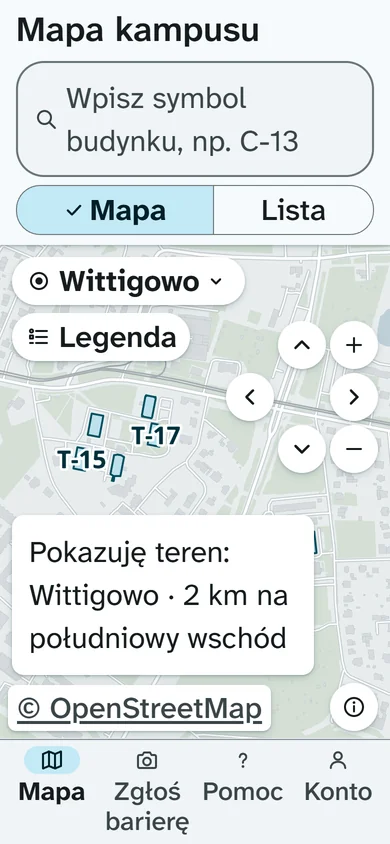 Mapa kampusu
Wpisz symbol
budynku, np. C-13
Mapa
Lista
Wittigowo
Legenda
T-17
T-15
Pokazuję teren:
Wittigowo · 2 km na
południowy wschód
© OpenStreetMap
Mapa
Zgłoś
barierę
Pomoc
Konto